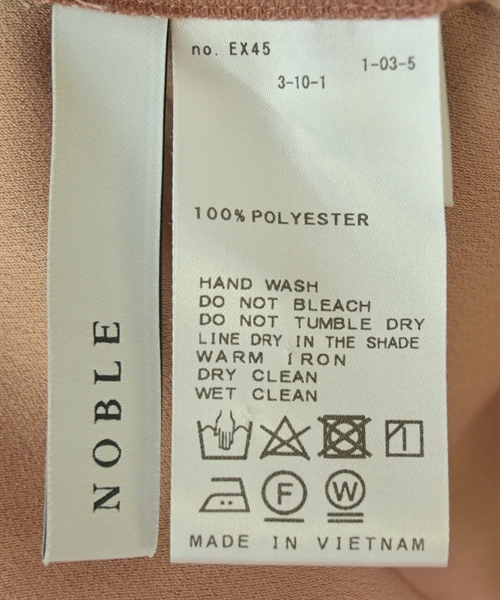 NOBLE
no. EX45
1-03-5
3-10-1
100% POLYESTER
HAND WASH
DO NOT BLEACH
DO NOT TUMBLE DRY
LINE DRY IN THE SHADE
WARM IRON
DRY CLEAN
WET CLEAN
F W
MADE IN VIETNAM